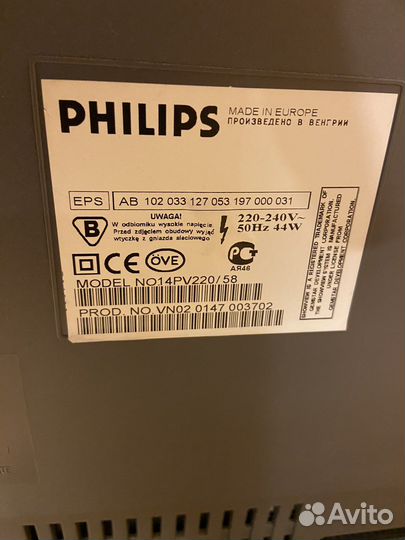 PHILIPS
MADE IN EUROPE
ПРОИЗВЕДЕНО В ВЕНГРИИ
EPS AB 102 033 127 053 197 000 031
B
UWAGA!
W odbiorniku wysokie napięcie.
Przed zdjęciem obudowy wyjąć
wtyczkę z gniazda sieciowego.
220-240V~
50Hz 44W
CE
ÖVE
АЯ46
MODEL NO14PV220/58
PROD. NO.VN02 0147 003702
SHOWVIEW IS A REGISTERED TRADEMARK OF
GEMSTAR DEVELOPMENT CORPORATION.
THE SHOWVIEW SYSTEM IS MANUFACTURED
UNDER LICENSE FROM
GEMSTAR DEVELOPMENT CORPORATION.
Avito